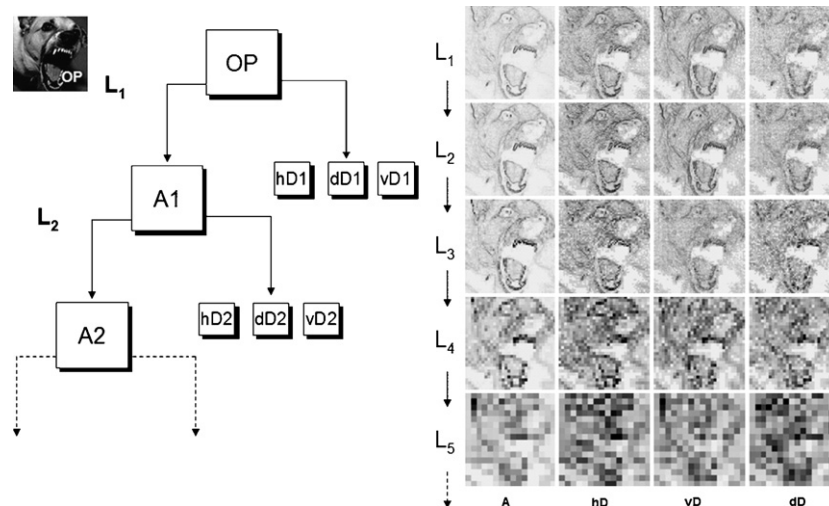 OP
L1
OP
hD1 dD1 vD1
A1
L2
hD2 dD2 vD2
A2
L1
L2
L3
L4
L5
A hD vD dD